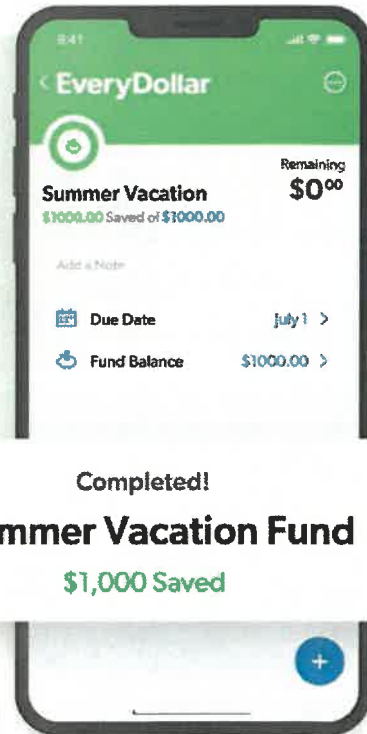 9:41
EveryDollar
Remaining
Summer Vacation
$0⁰⁰
$1000.00 Saved of $1000.00
Add a Note
Due Date
July 1
Fund Balance
$1000.00
Completed!
mmer Vacation Fund
$1,000 Saved